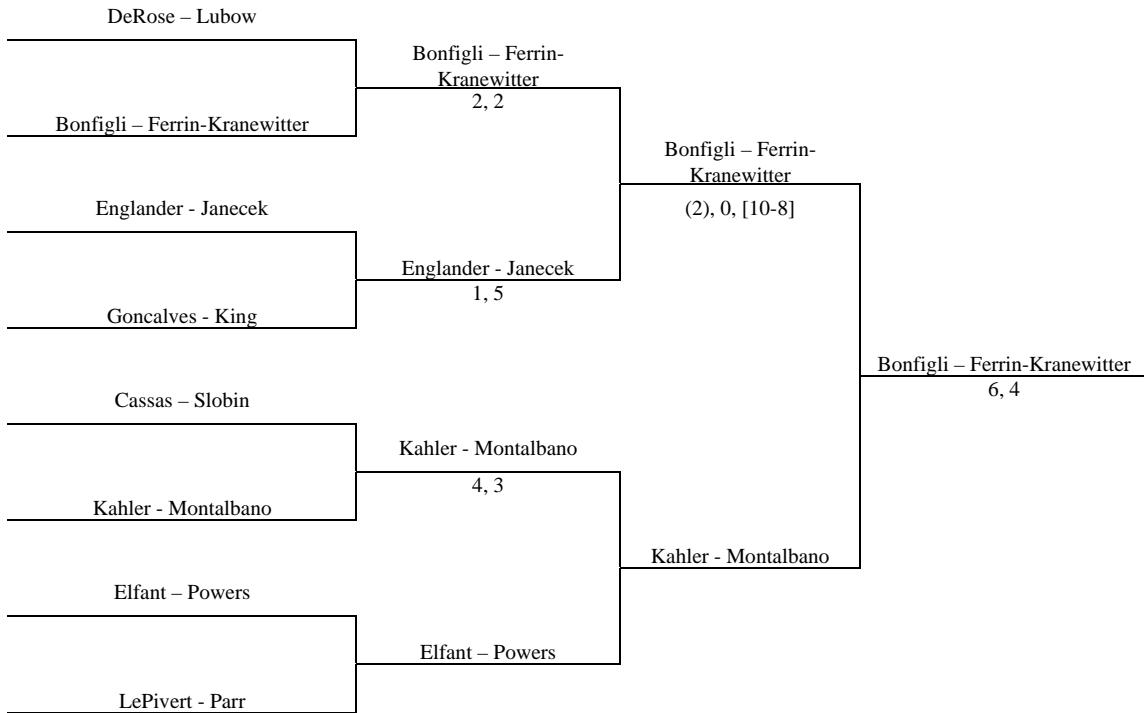 DeRose – Lubow
Bonfigli – Ferrin-
Kranewitter
2, 2
Bonfigli – Ferrin-Kranewitter
Bonfigli – Ferrin-
Kranewitter
(2), 0, [10-8]
Englander - Janecek
Englander - Janecek
1, 5
Goncalves - King
Bonfigli – Ferrin-Kranewitter
6, 4
Cassas – Slobin
Kahler - Montalbano
4, 3
Kahler - Montalbano
Kahler - Montalbano
Elfant – Powers
Elfant – Powers
LePivert - Parr